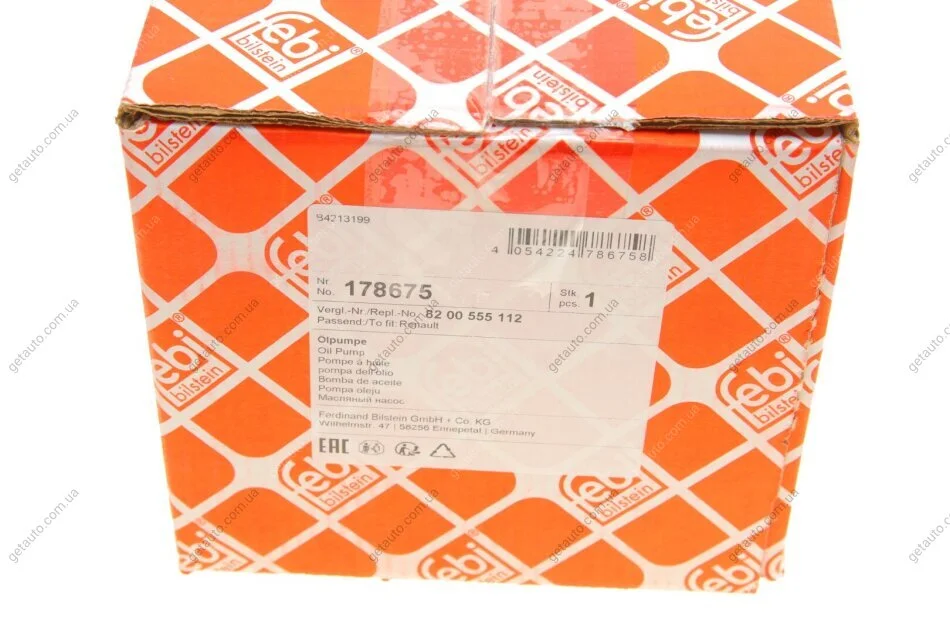 febi
bilstein
84213199
4 054224 786758
Nr.
No. 178675
Stk
pcs. 1
Vergl.-Nr./Repl.-No. 82 00 555 112
Passend:/To fit: Renault
Ölpumpe
Oil Pump
Pompe à huile
pompa dell'olio
Bomba de aceite
Pompa oleju
Масляный насос
Ferdinand Bilstein GmbH + Co. KG
Wilhelmstr. 47 | 58256 Ennepetal | Germany
EAC
getauto.com.ua